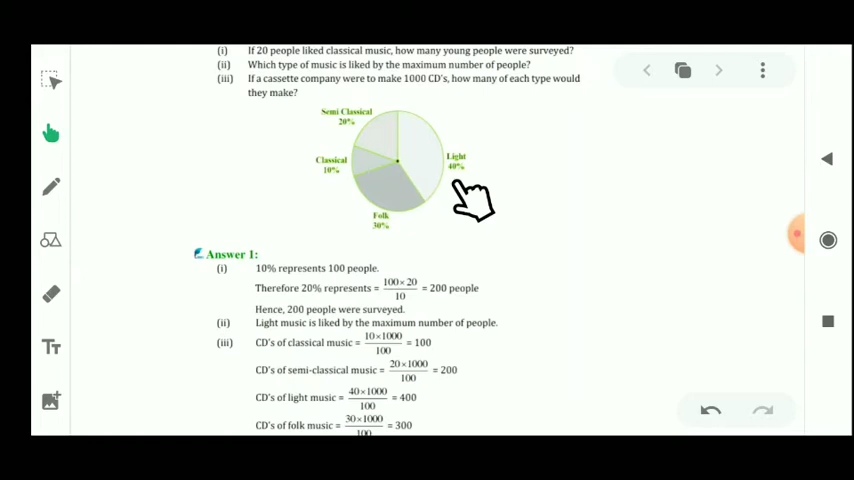 (i) If 20 people liked classical music, how many young people were surveyed?
(ii) Which type of music is liked by the maximum number of people?
(iii) If a cassette company were to make 1000 CD's, how many of each type would
they make?
Semi Classical
20%
Light
40%
Classical
10%
Folk
30%
Answer 1:
(i) 10% represents 100 people.
Therefore 20% represents = 100×20 / 10 = 200 people
Hence, 200 people were surveyed.
(ii) Light music is liked by the maximum number of people.
(iii) CD's of classical music = 10×1000 / 100 = 100
CD's of semi-classical music = 20×1000 / 100 = 200
CD's of light music = 40×1000 / 100 = 400
CD's of folk music = 30×1000 / 100 = 300
TT